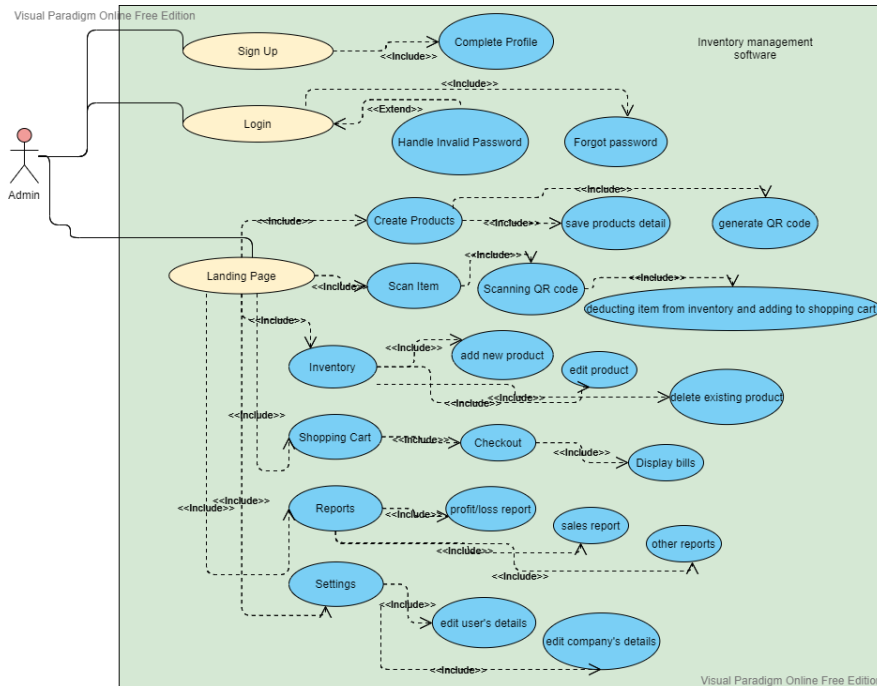 Visual Paradigm Online Free Edition
Inventory management
software
Sign Up
<<Include>>
Complete Profile
<<Include>>
Login
<<Extend>>
Handle Invalid Password
Forgot password
Admin
<<Include>>
<<Include>>
Create Products
<<Include>>
save products detail
generate QR code
Landing Page
<<Include>>
Scan Item
<<Include>>
Scanning QR code
<<Include>>
deducting item from inventory and adding to shopping cart
<<Include>>
Inventory
<<Include>>
add new product
edit product
<<Include>>
<<Include>>
delete existing product
<<Include>>
Shopping Cart
<<Include>>
Checkout
<<Include>>
Display bills
<<Include>>
<<Include>>
Reports
<<Include>>
profit/loss report
sales report
other reports
<<Include>>
<<Include>>
Settings
<<Include>>
edit user's details
edit company's details
<<Include>>
Visual Paradigm Online Free Edition